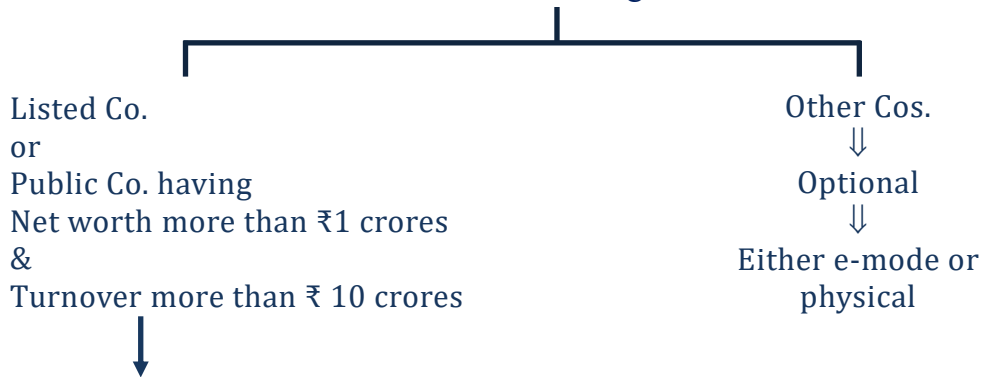 Listed Co.
or
Public Co. having
Net worth more than ₹1 crores
&
Turnover more than ₹ 10 crores
Other Cos.
⇓
Optional
⇓
Either e-mode or
physical